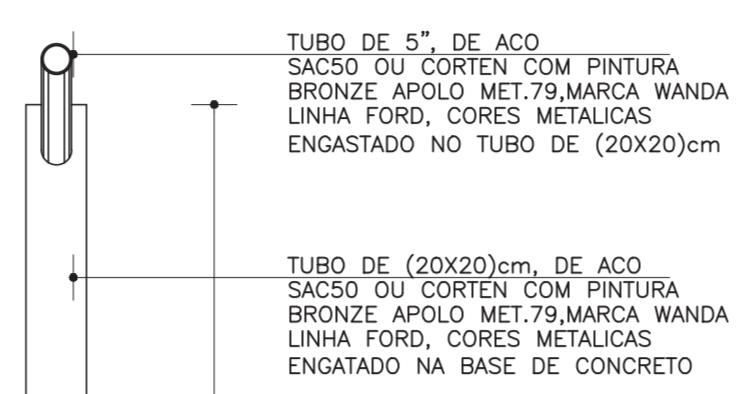 TUBO DE 5”, DE ACO
SAC50 OU CORTEN COM PINTURA
BRONZE APOLO MET.79,MARCA WANDA
LINHA FORD, CORES METALICAS
ENGASTADO NO TUBO DE (20X20)cm
TUBO DE (20X20)cm, DE ACO
SAC50 OU CORTEN COM PINTURA
BRONZE APOLO MET.79,MARCA WANDA
LINHA FORD, CORES METALICAS
ENGATADO NA BASE DE CONCRETO